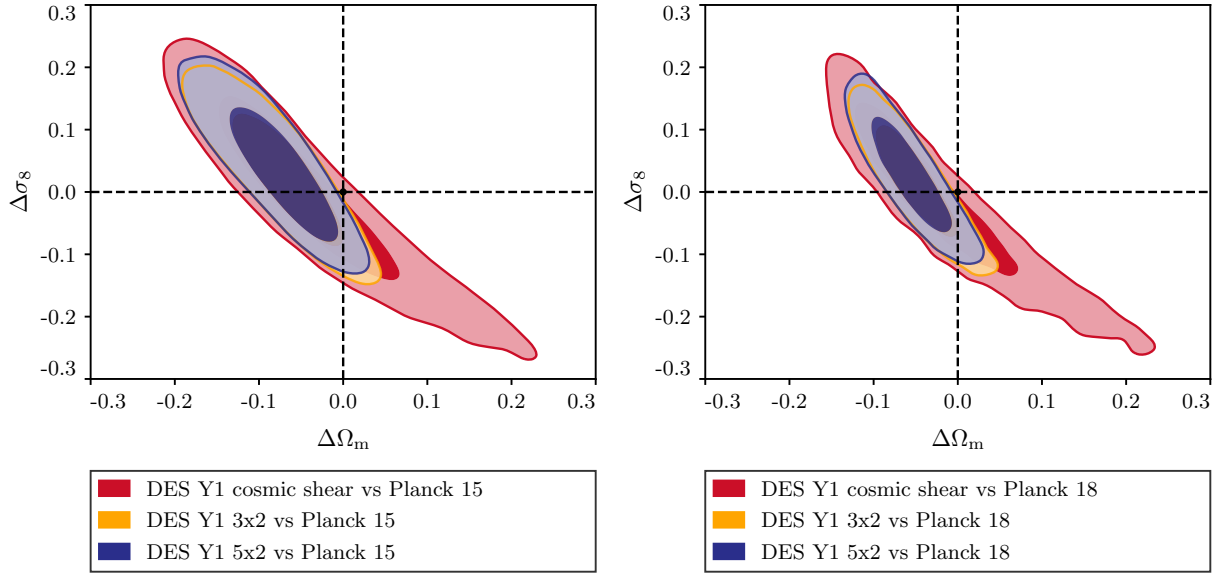 0.3
0.2
0.1
0.0
-0.1
-0.2
-0.3
Δσ₈
-0.3 -0.2 -0.1 0.0 0.1 0.2 0.3
ΔΩₘ
DES Y1 cosmic shear vs Planck 15
DES Y1 3x2 vs Planck 15
DES Y1 5x2 vs Planck 15
0.3
0.2
0.1
0.0
-0.1
-0.2
-0.3
Δσ₈
-0.3 -0.2 -0.1 0.0 0.1 0.2 0.3
ΔΩₘ
DES Y1 cosmic shear vs Planck 18
DES Y1 3x2 vs Planck 18
DES Y1 5x2 vs Planck 18